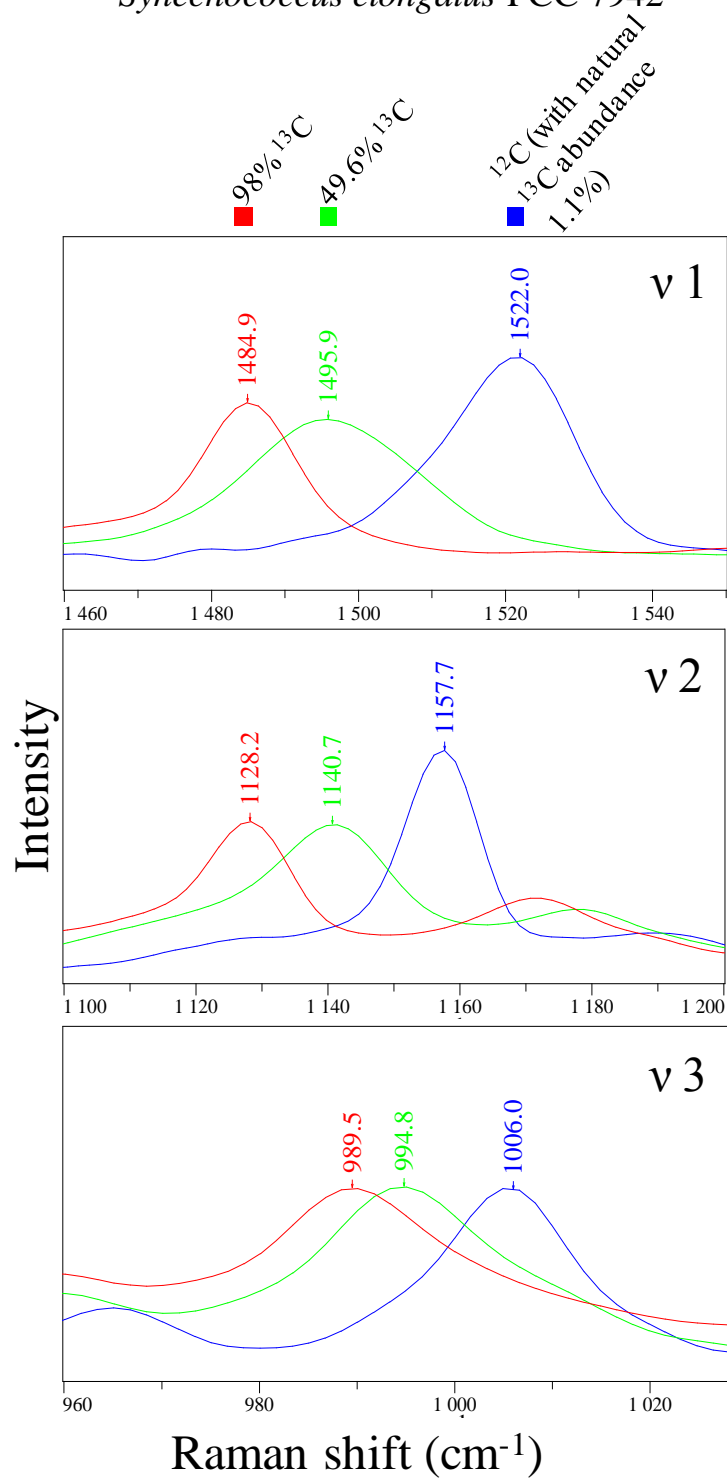 Synechococcus elongatus PCC 7942
98% ¹³C
49.6% ¹³C
¹²C (with natural
¹³C abundance
1.1%)
ν 1
1484.9
1495.9
1522.0
1 460 1 480 1 500 1 520 1 540
Intensity
ν 2
1128.2
1140.7
1157.7
1 100 1 120 1 140 1 160 1 180 1 200
ν 3
989.5
994.8
1006.0
960 980 1 000 1 020
Raman shift (cm⁻¹)